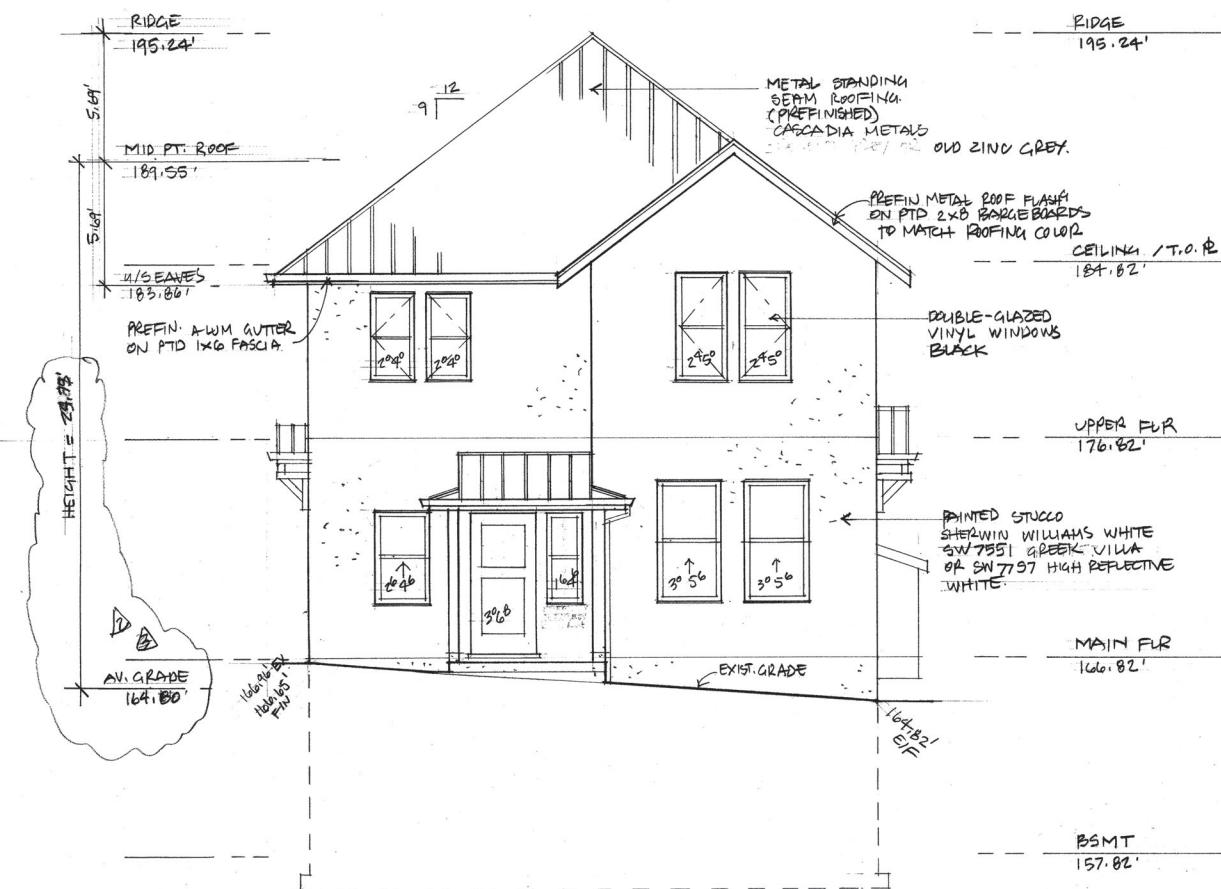 RIDGE
195.24'
5.69'
MID. PT. ROOF
189.55'
5.69'
U/S EAVES
183.86'
PREFIN. ALUM GUTTER
ON PTD 1X6 FASCIA
HEIGHT =
2
3
AV. GRADE
164.80'
166.96' EX
166.65'
FIN
12
9
METAL STANDING
SEAM ROOFING.
(PREFINISHED)
CASCADIA METALS
OLD ZINC GREY.
PREFIN METAL ROOF FLASH'G
ON PTD 2x8 BARGEBOARDS
TO MATCH ROOFING COLOR
DOUBLE-GLAZED
VINYL WINDOWS
BLACK
PAINTED STUCCO
SHERWIN WILLIAMS WHITE
SW 7551 GREEK VILLA
OR SW 7757 HIGH REFLECTIVE
WHITE.
2⁰4⁰
2⁰4⁰
2⁴5⁰
2⁴5⁰
2⁶4⁶
3⁰6⁸
3⁰5⁶
3⁰5⁶
EXIST. GRADE
164.82'
E/F
RIDGE
195.24'
CEILING / T.O. PL
184.82'
UPPER FLR
176.82'
MAIN FLR
166.82'
BSMT
157.82'